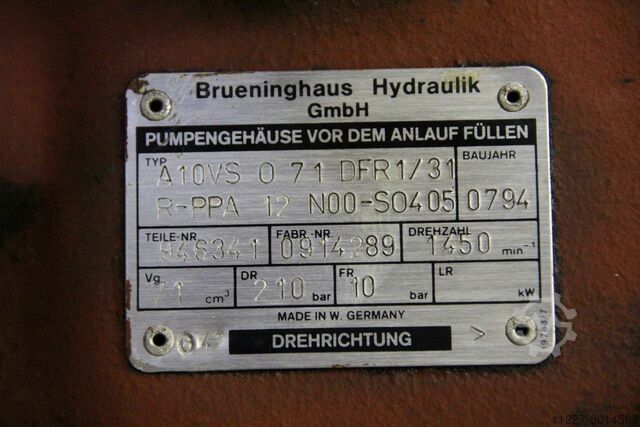 Brueninghaus Hydraulik
GmbH
PUMPENGEHÄUSE VOR DEM ANLAUF FÜLLEN
TYP
A10VS O 71 DFR1/31
BAUJAHR
R-PPA 12 N00-SO405
0794
TEILE-NR
946341
FABR.-NR.
0914289
DREHZAHL
1450 min⁻¹
Vg
71 cm³
DR
210 bar
FR
10 bar
LR
kW
MADE IN W. GERMANY
DREHRICHTUNG >